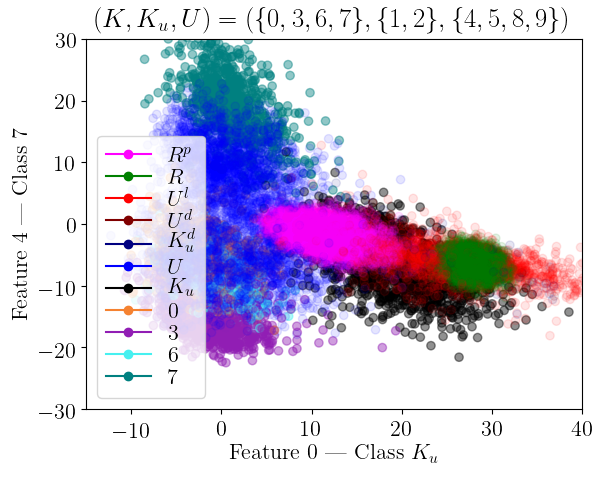 (K, K_u, U) = ({0, 3, 6, 7}, {1, 2}, {4, 5, 8, 9})
30
20
10
0
−10
−20
−30
Feature 4 — Class 7
R^p
R
U^l
U^d
K_u^d
U
K_u
0
3
6
7
−10 0 10 20 30 40
Feature 0 — Class K_u